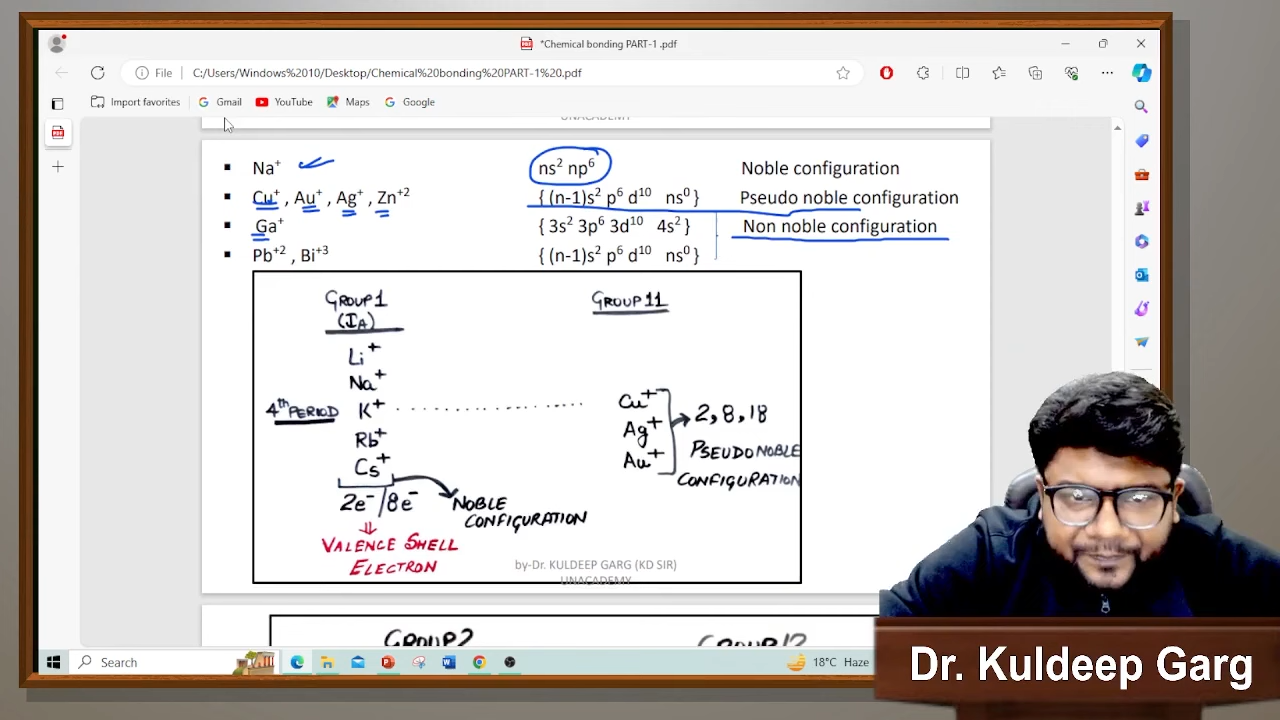 *Chemical bonding PART-1 .pdf
File C:/Users/Windows%2010/Desktop/Chemical%20bonding%20PART-1%20.pdf
Import favorites Gmail YouTube Maps Google
UNACADEMY
▪ Na⁺ ns² np⁶ Noble configuration
▪ Cu⁺ , Au⁺ , Ag⁺ , Zn⁺² { (n-1)s² p⁶ d¹⁰ ns⁰ } Pseudo noble configuration
▪ Ga⁺ { 3s² 3p⁶ 3d¹⁰ 4s² } Non noble configuration
▪ Pb⁺² , Bi⁺³ { (n-1)s² p⁶ d¹⁰ ns⁰ }
GROUP 1 GROUP 11
(IA)
Li⁺
Na⁺
4th PERIOD K⁺ Cu⁺ 2, 8, 18
Rb⁺ Ag⁺ PSEUDO NOBLE
Cs⁺ Au⁺ CONFIGURATION
2e⁻/8e⁻ NOBLE
CONFIGURATION
⇓
VALENCE SHELL
ELECTRON
by-Dr. KULDEEP GARG (KD SIR)
UNACADEMY
GROUP 2 GROUP 12
Search 18°C Haze
Dr. Kuldeep Garg